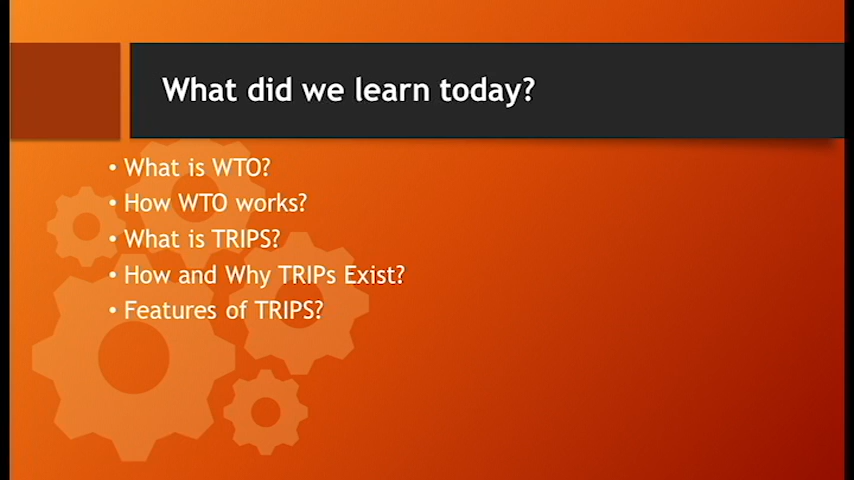 What did we learn today?
• What is WTO?
• How WTO works?
• What is TRIPS?
• How and Why TRIPs Exist?
• Features of TRIPS?